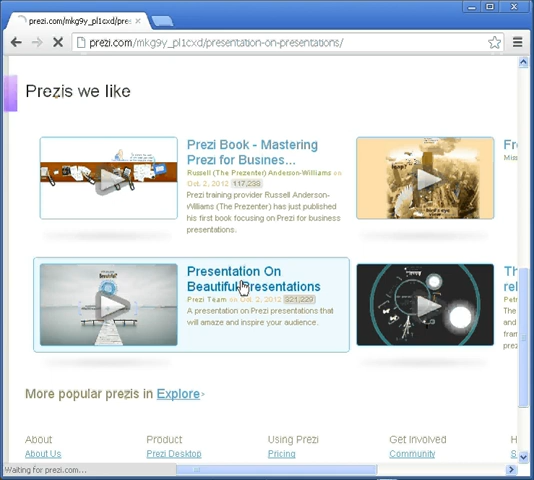 prezi.com/mkg9y_pl1cxd/pres
prezi.com/mkg9y_pl1cxd/presentation-on-presentations/
Prezis we like
Prezi Book - Mastering
Prezi for Busines...
Russell (The Prezenter) Anderson-Williams on
Oct. 2, 2012 117,238
Prezi training provider Russell Anderson-
Williams (The Prezenter) has just published
his first book focusing on Prezi for business
presentations.
Presentation On
Beautiful Presentations
Prezi Team on Oct. 2, 2012 321,229
A presentation on Prezi presentations that
will amaze and inspire your audience.
More popular prezis in Explore>
About
Product
Using Prezi
Get Involved
About Us
Prezi Desktop
Pricing
Community
Waiting for prezi.com...